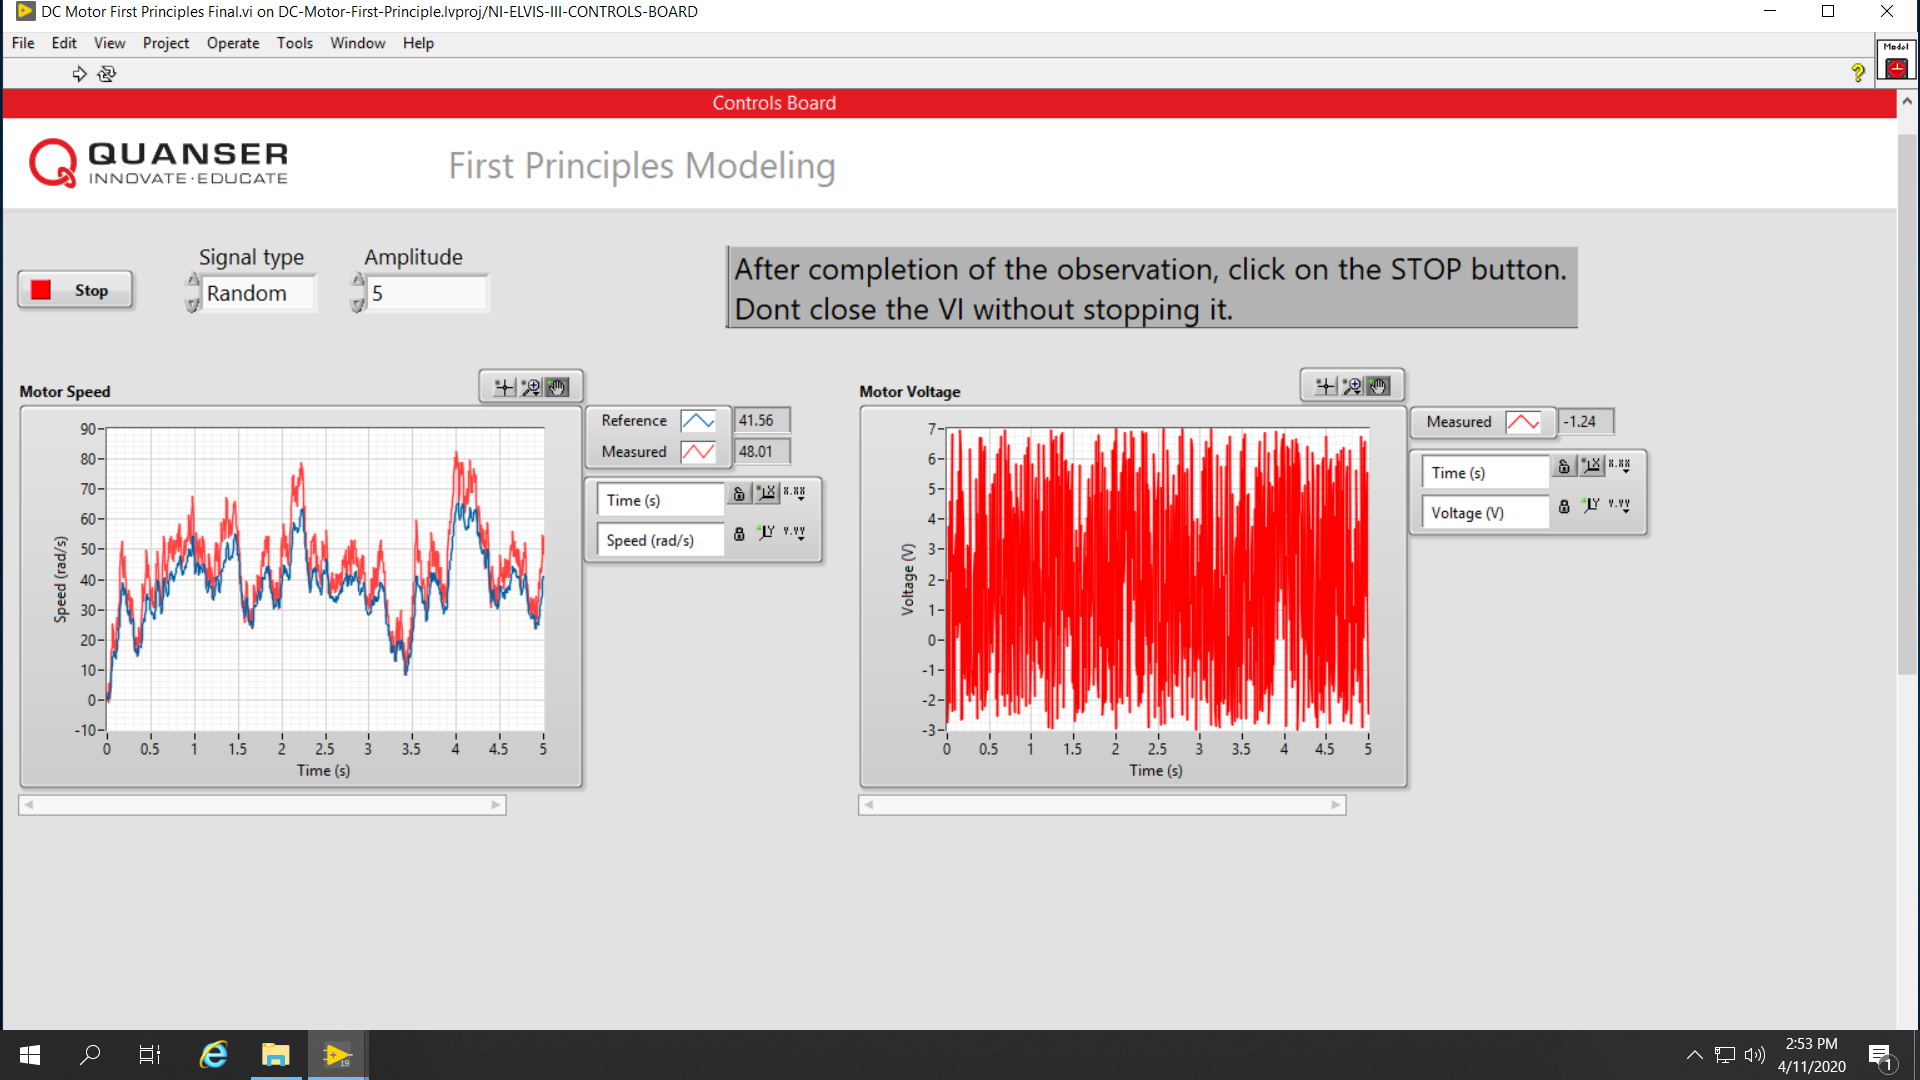 DC Motor First Principles Final.vi on DC-Motor-First-Principle.lvproj/NI-ELVIS-III-CONTROLS-BOARD
File Edit View Project Operate Tools Window Help
Model
Controls Board
QUANSER
INNOVATE·EDUCATE
First Principles Modeling
Stop
Signal type
Random
Amplitude
5
After completion of the observation, click on the STOP button.
Dont close the VI without stopping it.
Motor Speed
Reference 41.56
Measured 48.01
Time (s) X.XX
Speed (rad/s) Y.YY
90
80
70
60
50
40
30
20
10
0
-10
Speed (rad/s)
0 0.5 1 1.5 2 2.5 3 3.5 4 4.5 5
Time (s)
Motor Voltage
Measured -1.24
Time (s) X.XX
Voltage (V) Y.YY
7
6
5
4
3
2
1
0
-1
-2
-3
Voltage (V)
0 0.5 1 1.5 2 2.5 3 3.5 4 4.5 5
Time (s)
19
2:53 PM
4/11/2020
1